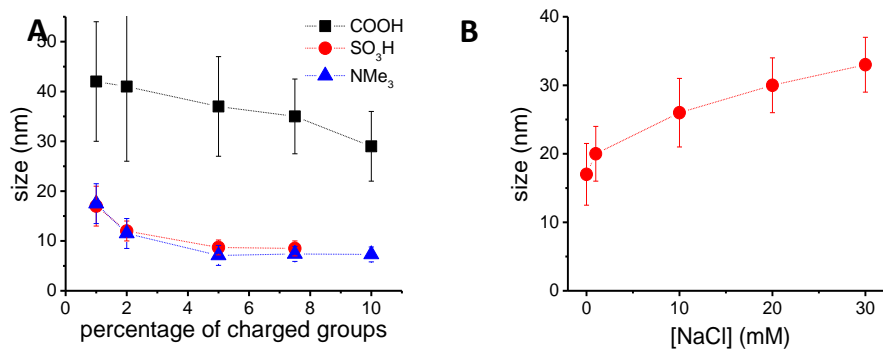 A
COOH
SO3H
NMe3
size (nm)
50
40
30
20
10
0
0 2 4 6 8 10
percentage of charged groups
B
size (nm)
40
30
20
10
0
0 10 20 30
[NaCl] (mM)